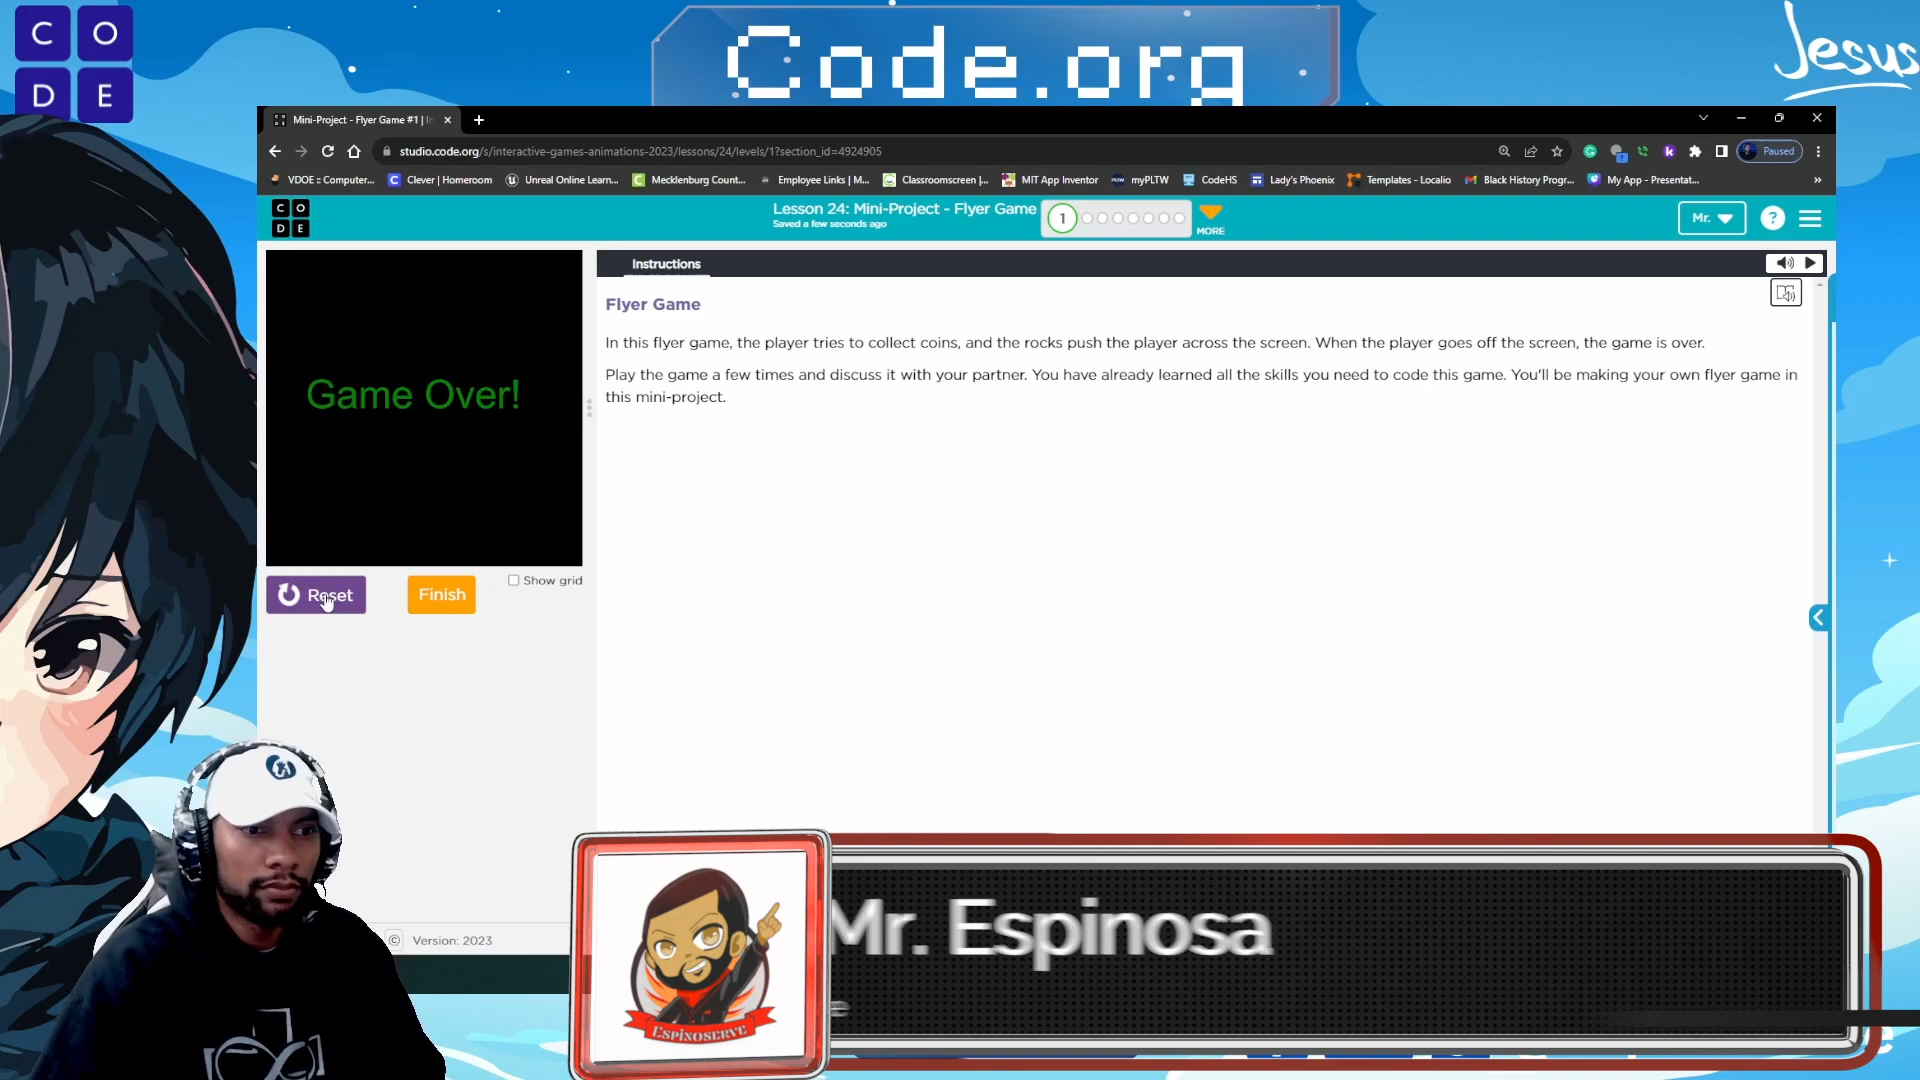 C O
D E
Code.org
Jesus
Mini-Project - Flyer Game #1 | In
studio.code.org/s/interactive-games-animations-2023/lessons/24/levels/1?section_id=4924905
Paused
VDOE :: Computer...
Clever | Homeroom
Unreal Online Learn...
Mecklenburg Count...
Employee Links | M...
Classroomscreen |...
MIT App Inventor
myPLTW
CodeHS
Lady's Phoenix
Templates - Localio
Black History Progr...
My App - Presentat...
»
C O
D E
Lesson 24: Mini-Project - Flyer Game
Saved a few seconds ago
1
MORE
Mr.
?
Instructions
Flyer Game
In this flyer game, the player tries to collect coins, and the rocks push the player across the screen. When the player goes off the screen, the game is over.
Play the game a few times and discuss it with your partner. You have already learned all the skills you need to code this game. You'll be making your own flyer game in
this mini-project.
Game Over!
Reset
Finish
Show grid
© Version: 2023
ESPINOSERVE
Mr. Espinosa